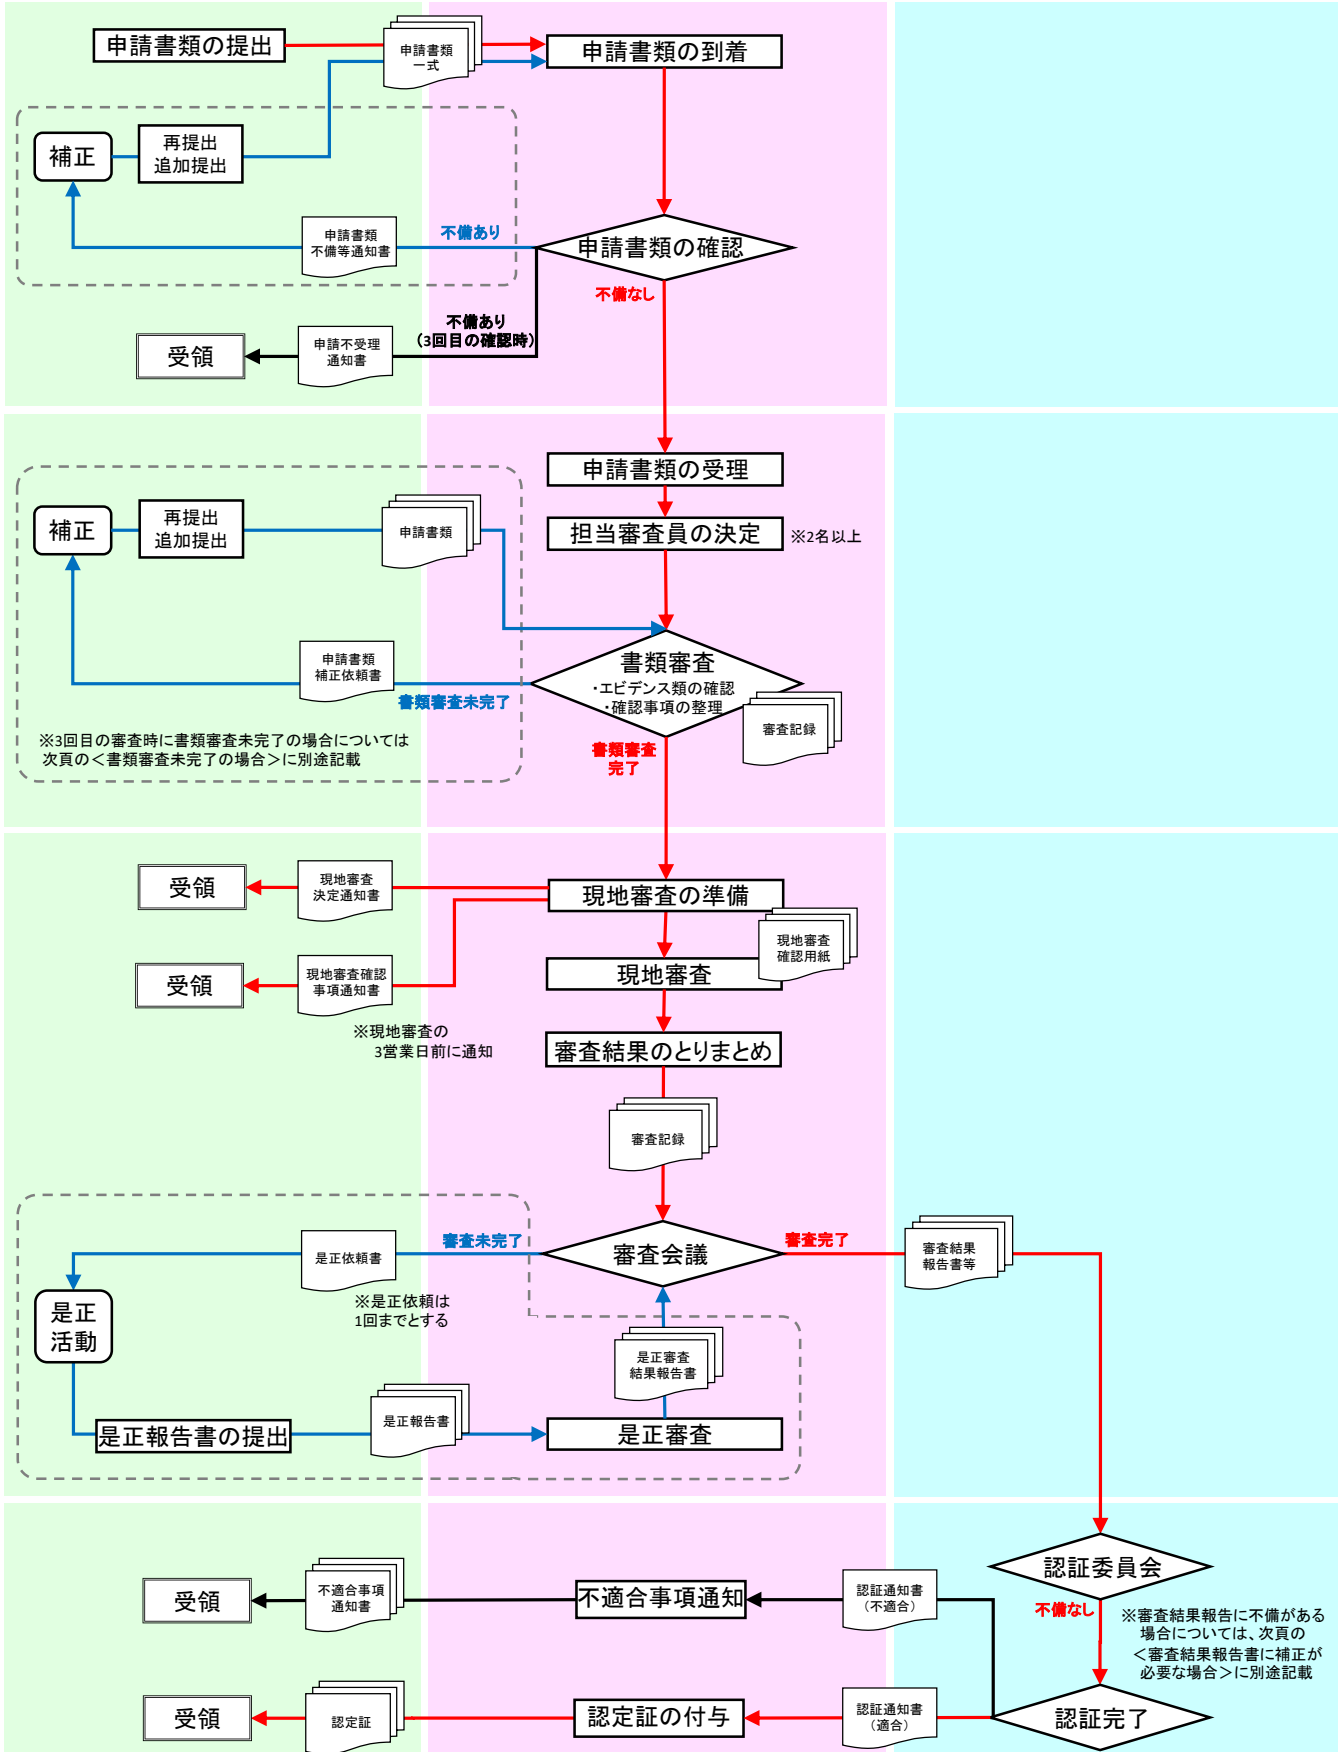 申請書類の提出
申請書類
一式
申請書類の到着
補正
再提出
追加提出
申請書類
不備等通知書
不備あり
申請書類の確認
不備なし
不備あり
（3回目の確認時）
受領
申請不受理
通知書
申請書類の受理
補正
再提出
追加提出
申請書類
担当審査員の決定
※2名以上
書類審査
・エビデンス類の確認
・確認事項の整理
審査記録
申請書類
補正依頼書
書類審査未完了
※3回目の審査時に書類審査未完了の場合については
次頁の＜書類審査未完了の場合＞に別途記載
書類審査
完了
受領
現地審査
決定通知書
現地審査の準備
現地審査
確認用紙
受領
現地審査確認
事項通知書
現地審査
※現地審査の
3営業日前に通知
審査結果のとりまとめ
審査記録
審査未完了
審査会議
審査完了
審査結果
報告書等
是正依頼書
※是正依頼は
1回までとする
是正
活動
是正審査
結果報告書
是正報告書の提出
是正報告書
是正審査
認証委員会
不備なし
※審査結果報告に不備がある
場合については、次頁の
＜審査結果報告書に補正が
必要な場合＞に別途記載
受領
不適合事項
通知書
不適合事項通知
認証通知書
（不適合）
受領
認定証
認定証の付与
認証通知書
（適合）
認証完了